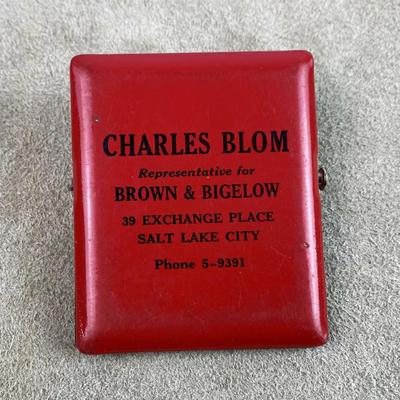 CHARLES BLOM
Representative for
BROWN & BIGELOW
39 EXCHANGE PLACE
SALT LAKE CITY
Phone 5-9391